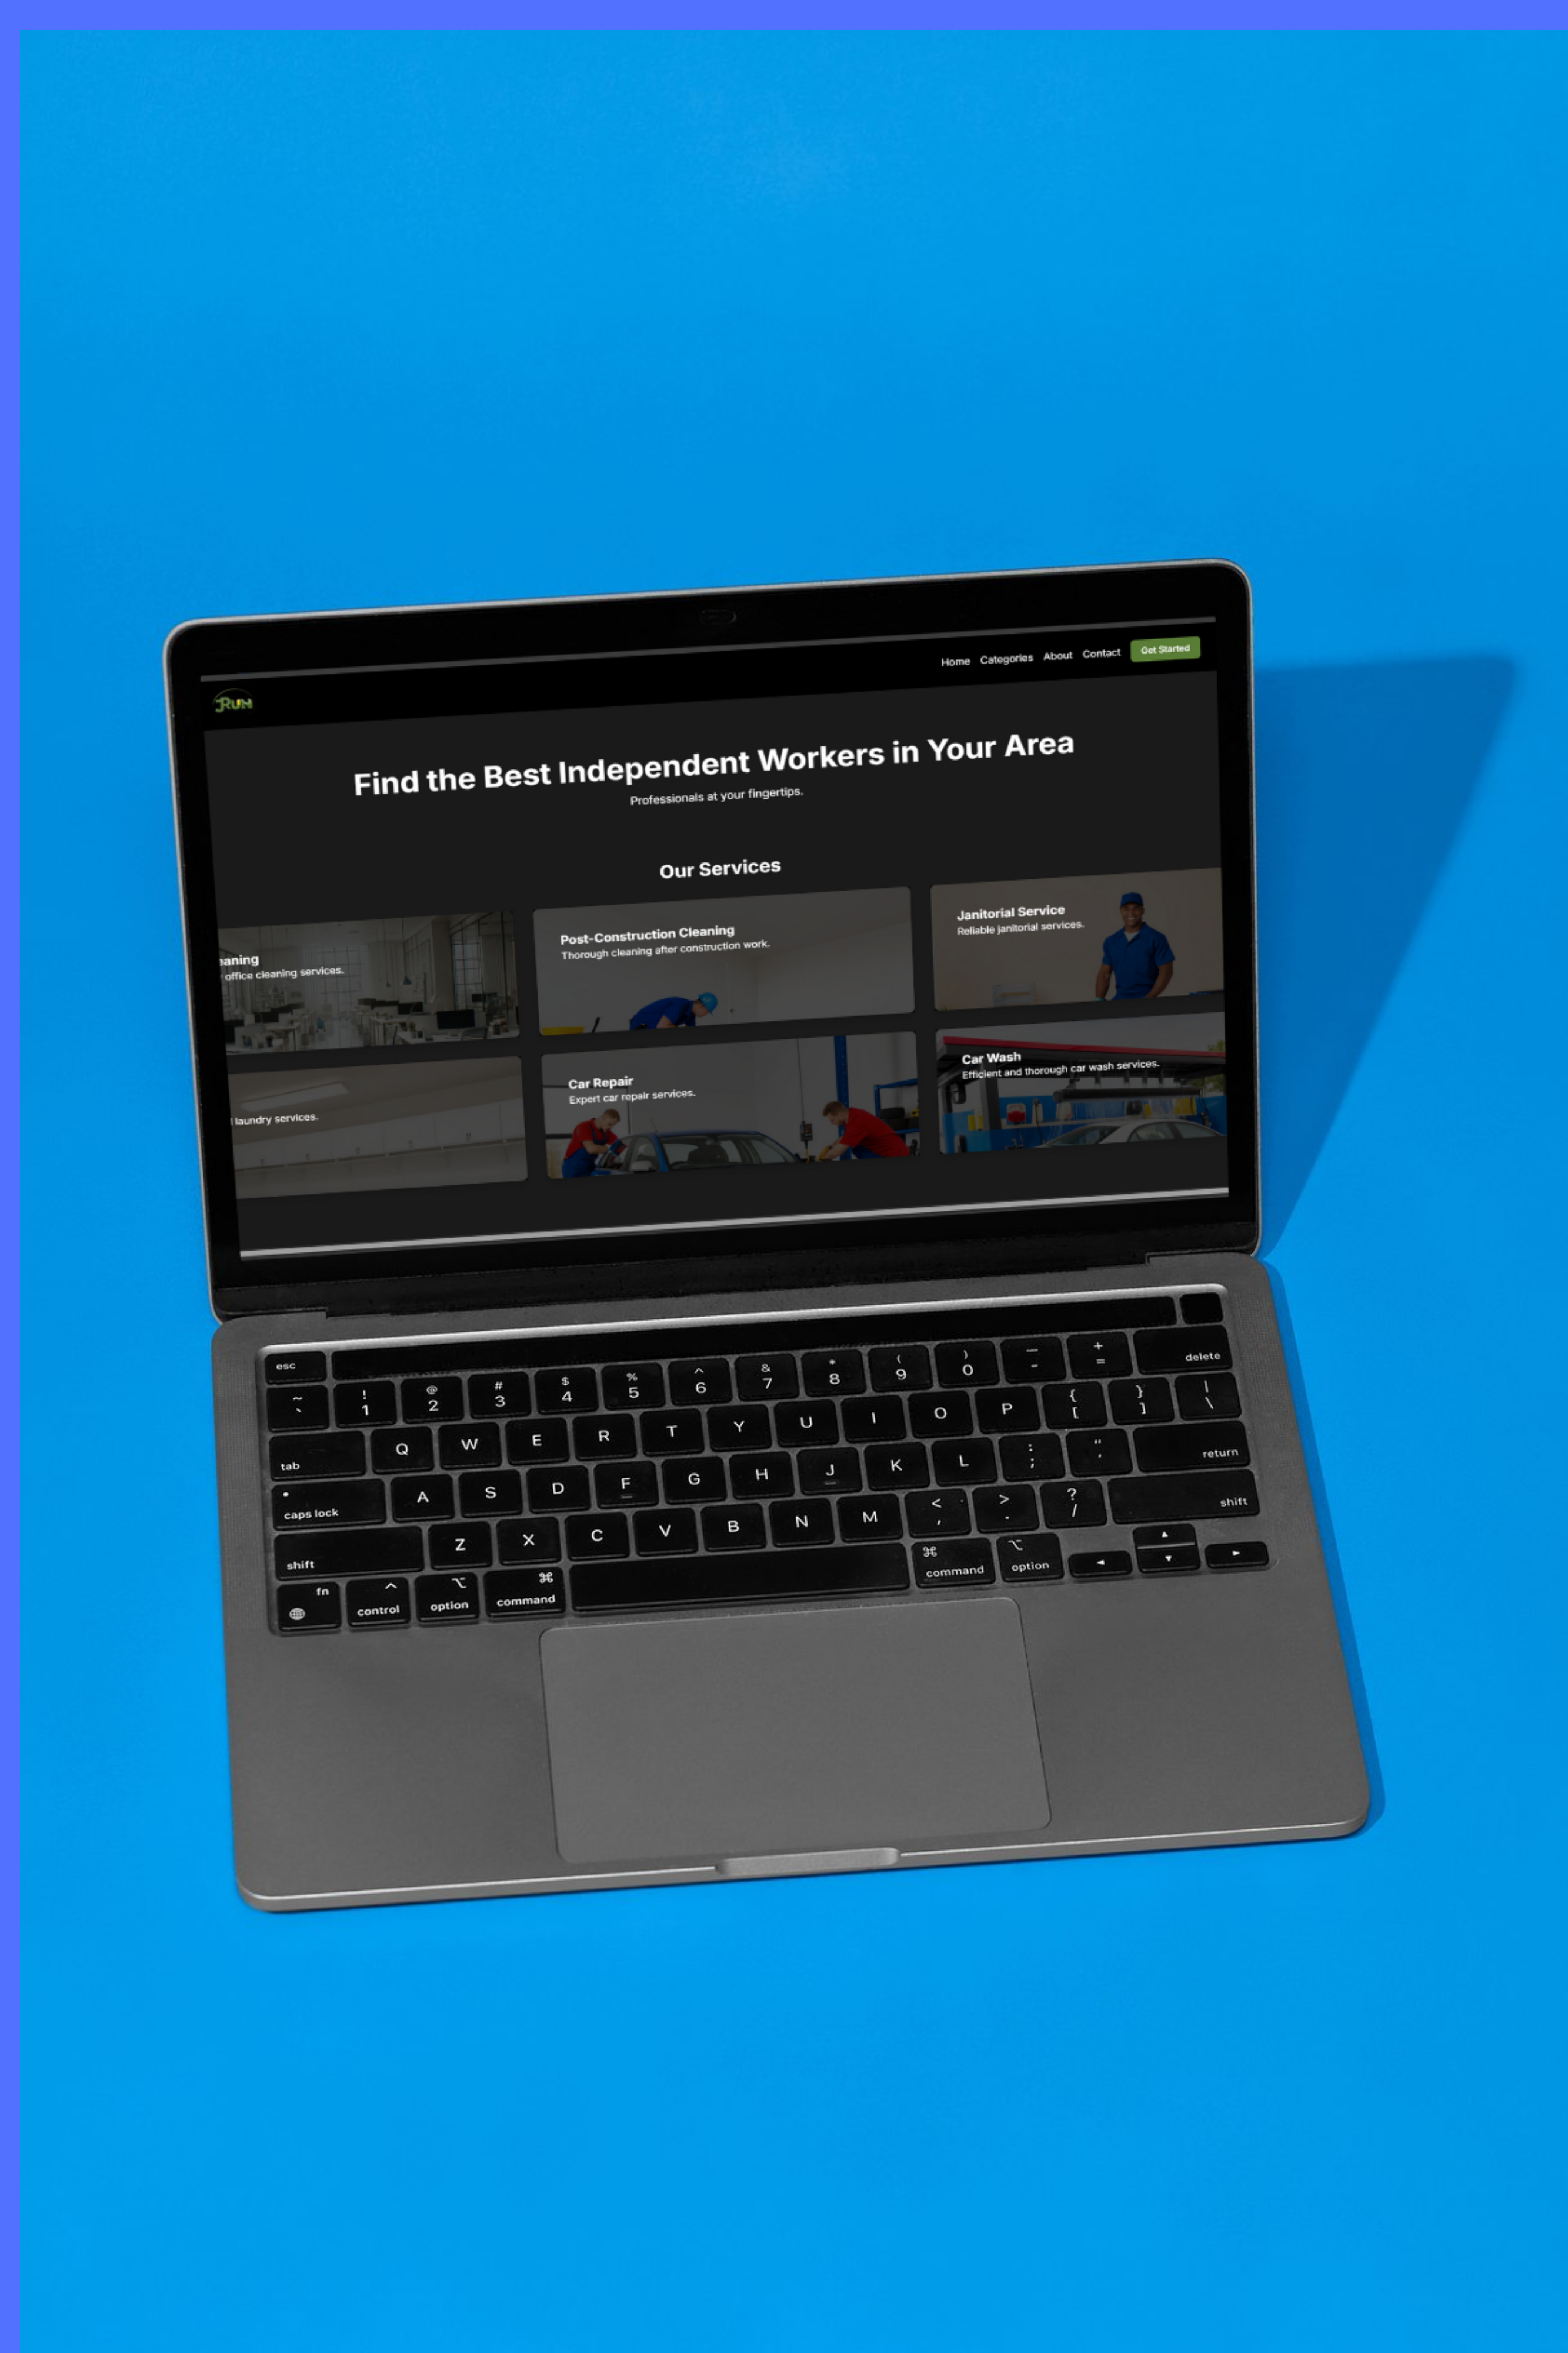 Home Categories About Contact Get Started
JRUN
Find the Best Independent Workers in Your Area
Professionals at your fingertips.
Our Services
eaning
office cleaning services.
Post-Construction Cleaning
Thorough cleaning after construction work.
Janitorial Service
Reliable janitorial services.
laundry services.
Car Repair
Expert car repair services.
Car Wash
Efficient and thorough car wash services.
esc
~ ! @ # $ % ^ & * ( ) — +
` 1 2 3 4 5 6 7 8 9 0 - = delete
tab Q W E R T Y U I O P { [ } ] | \
caps lock A S D F G H J K L : ; " ' return
shift Z X C V B N M < , > . ? / shift
fn control ^ option ⌥ command ⌘ ⌘ command ⌥ option ◄ ▲ ▼ ►